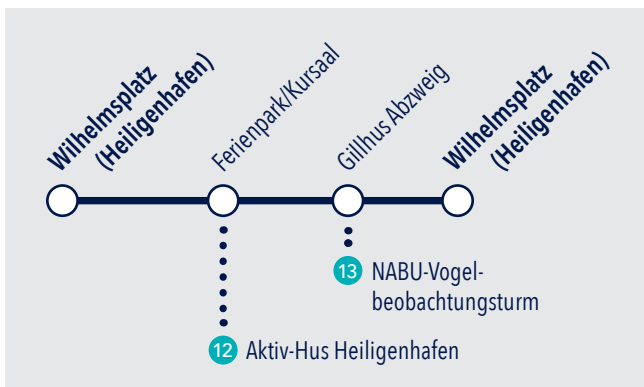 Wilhelmsplatz
(Heiligenhafen)
Ferienpark/Kursaal
Gillhus Abzweig
Wilhelmsplatz
(Heiligenhafen)
13 NABU-Vogel-
beobachtungsturm
12 Aktiv-Hus Heiligenhafen